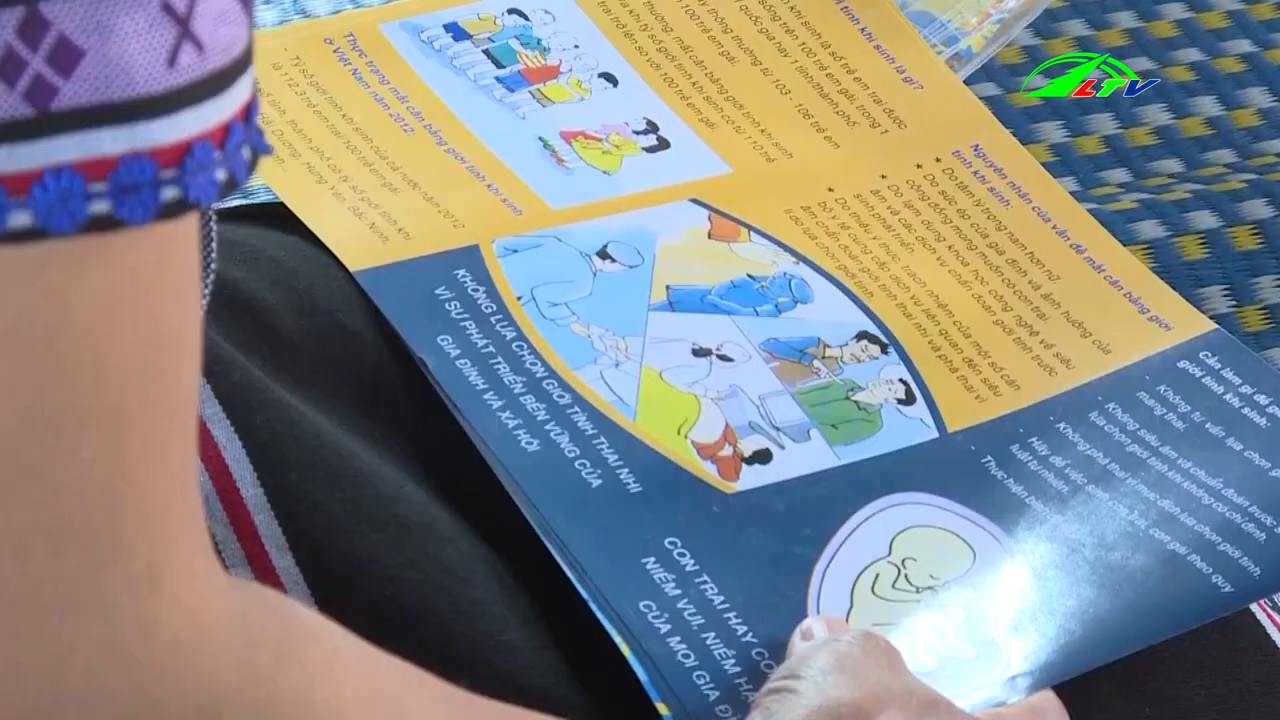 LTV
tính khi sinh là gì?
khi sinh là số trẻ em trai được
sống trên 100 trẻ em gái, trong 1
quốc gia hay 1 tỉnh/thành phố.
thông thường từ 103 - 106 trẻ em
100 trẻ em gái.
thương, mất cân bằng giới tính khi sinh
ra khi tỷ số giới tính khi sinh có từ 110 trẻ
trai trở lên so với 100 trẻ em gái.
Thực trạng mất cân bằng giới tính khi sinh
ở Việt Nam năm 2012:
- Tỷ số giới tính khi sinh của cả nước năm 2012
là 112,3 trẻ em trai/100 trẻ em gái.
số tỉnh, thành phố có tỷ số giới tính khi
Hải Dương, Hưng Yên, Bắc Ninh,
Nguyên nhân của vấn đề mất cân bằng giới
tính khi sinh:
* Do tâm lý trọng nam hơn nữ.
* Do sức ép của gia đình và ảnh hưởng của
cộng đồng mong muốn có con trai.
* Do lạm dụng khoa học công nghệ về siêu
âm và các dịch vụ chẩn đoán giới tính trước
sinh phát triển.
* Do thiếu ý thức, trách nhiệm của một số cán
bộ y tế cung cấp dịch vụ liên quan đến siêu
âm chẩn đoán giới tính thai nhi và phá thai vì
lí do lựa chọn giới tính.
KHÔNG LỰA CHỌN GIỚI TÍNH THAI NHI
VÌ SỰ PHÁT TRIỂN BỀN VỮNG CỦA
GIA ĐÌNH VÀ XÃ HỘI
Cần làm gì để
giới tính khi sinh:
- Không tư vấn lựa chọn
mang thai.
- Không siêu âm và chuẩn đoán trước
lựa chọn giới tính khi không có chỉ định.
- Không phá thai vì mục đích lựa chọn giới tính.
- Hãy để việc sinh con trai, con gái theo quy
luật tự nhiên.
- Thực hiện
CON TRAI HAY
NIỀM VUI, NIỀM
CỦA MỌI GIA